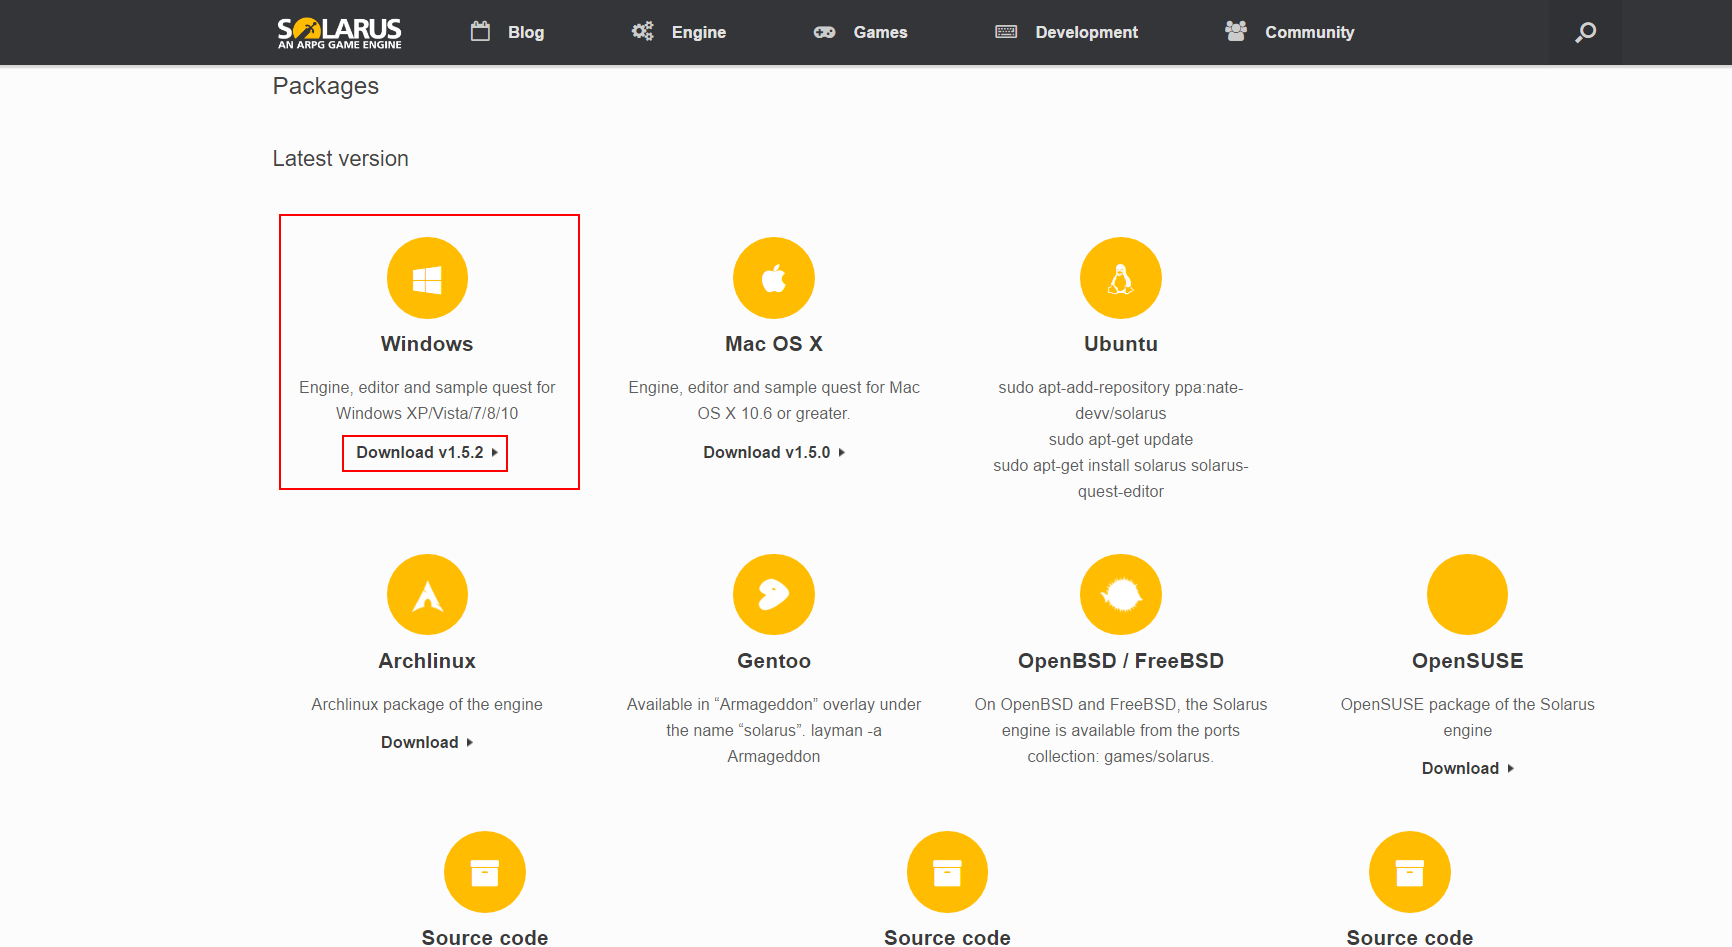 SOLARUS
AN ARPG GAME ENGINE
Blog
Engine
Games
Development
Community
Packages
Latest version
Windows
Engine, editor and sample quest for
Windows XP/Vista/7/8/10
Download v1.5.2
Mac OS X
Engine, editor and sample quest for Mac
OS X 10.6 or greater.
Download v1.5.0
Ubuntu
sudo apt-add-repository ppa:nate-
devv/solarus
sudo apt-get update
sudo apt-get install solarus solarus-
quest-editor
Archlinux
Archlinux package of the engine
Download
Gentoo
Available in “Armageddon” overlay under
the name “solarus”. layman -a
Armageddon
OpenBSD / FreeBSD
On OpenBSD and FreeBSD, the Solarus
engine is available from the ports
collection: games/solarus.
OpenSUSE
OpenSUSE package of the Solarus
engine
Download
Source code
Source code
Source code